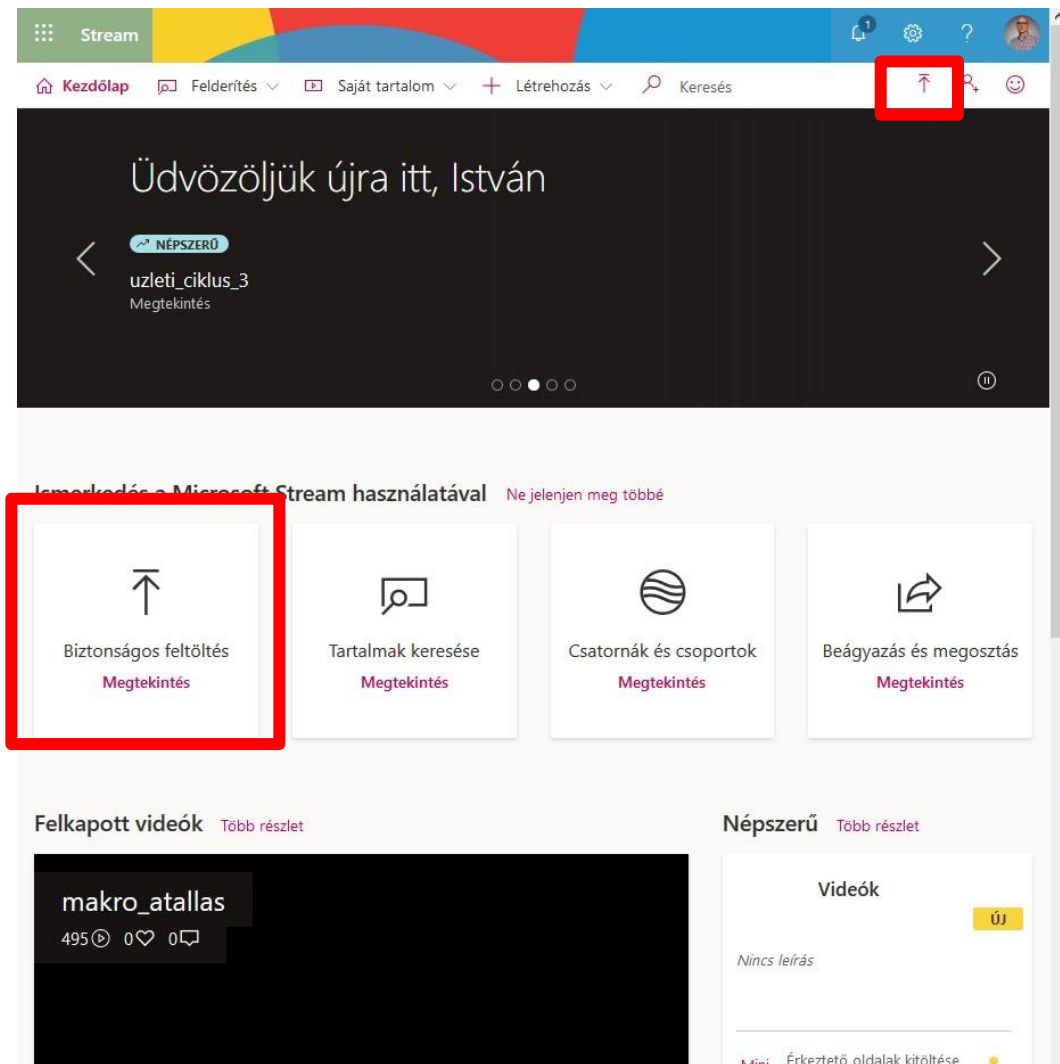 Stream
1
?
Kezdőlap Felderítés Saját tartalom Létrehozás Keresés
Üdvözöljük újra itt, István
NÉPSZERŰ
uzleti_ciklus_3
Megtekintés
Ismerkedés a Microsoft Stream használatával Ne jelenjen meg többé
Biztonságos feltöltés
Megtekintés
Tartalmak keresése
Megtekintés
Csatornák és csoportok
Megtekintés
Beágyazás és megosztás
Megtekintés
Felkapott videók Több részlet
makro_atallas
495 0 0
Népszerű Több részlet
Videók
ÚJ
Nincs leírás
Mini Érkeztető oldalak kitöltése